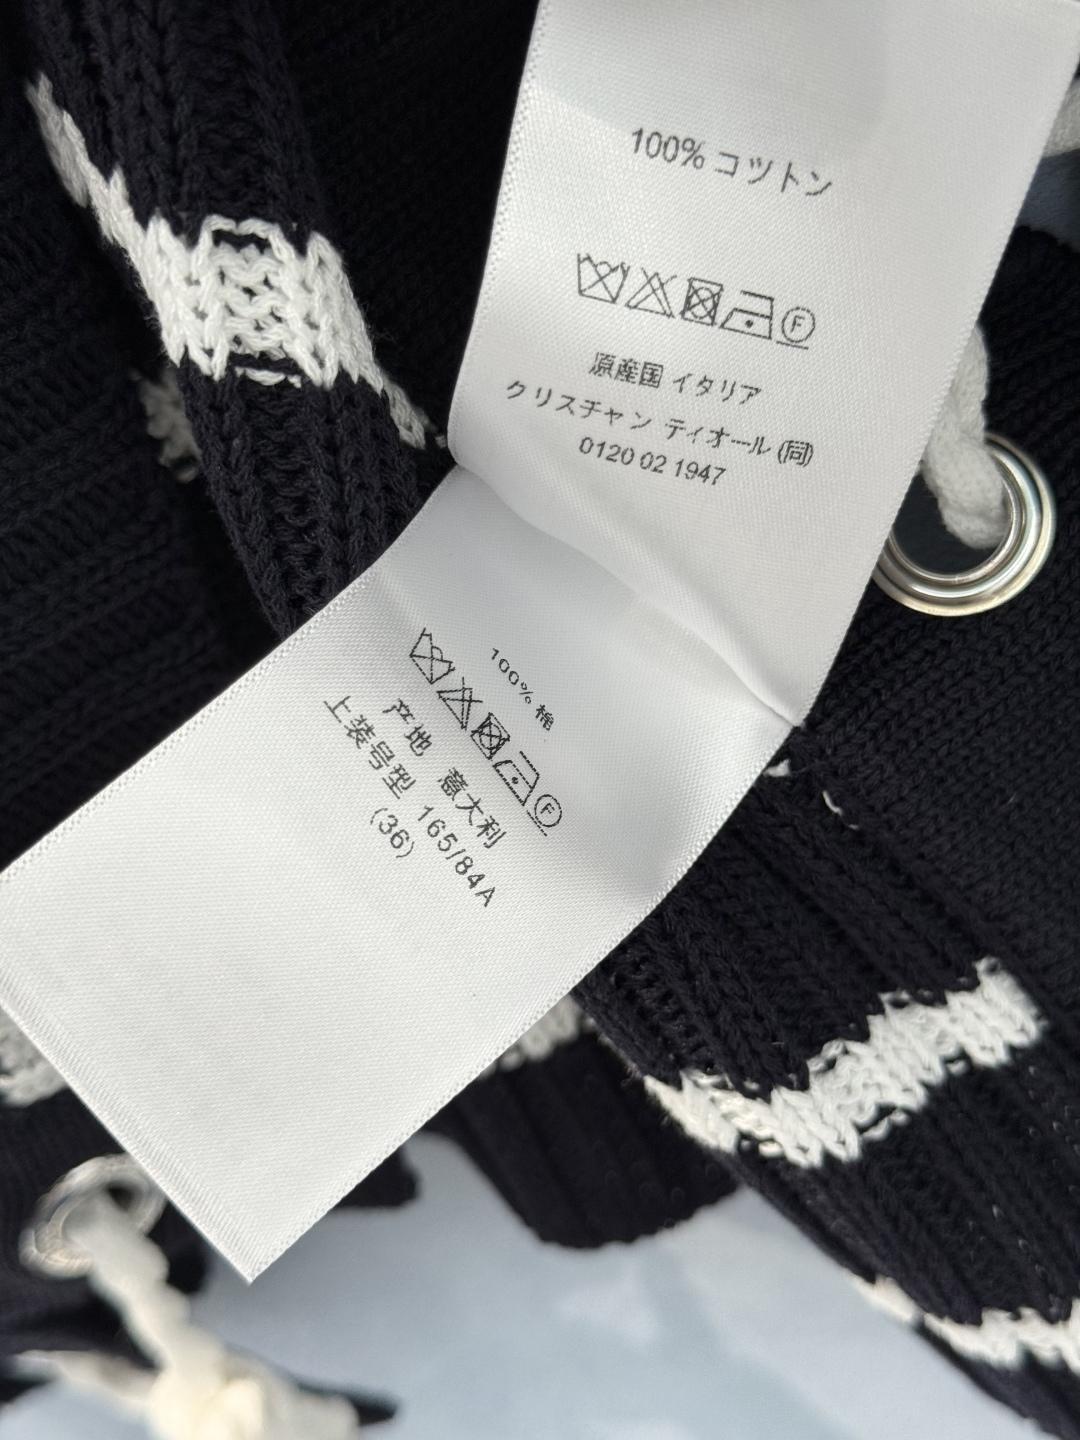 100% コツトン
F
原産国 イタリア
クリスチャン ティオール (同)
0120 02 1947
100% 棉
F
产地 意大利
上装号型 165/84A
(36)